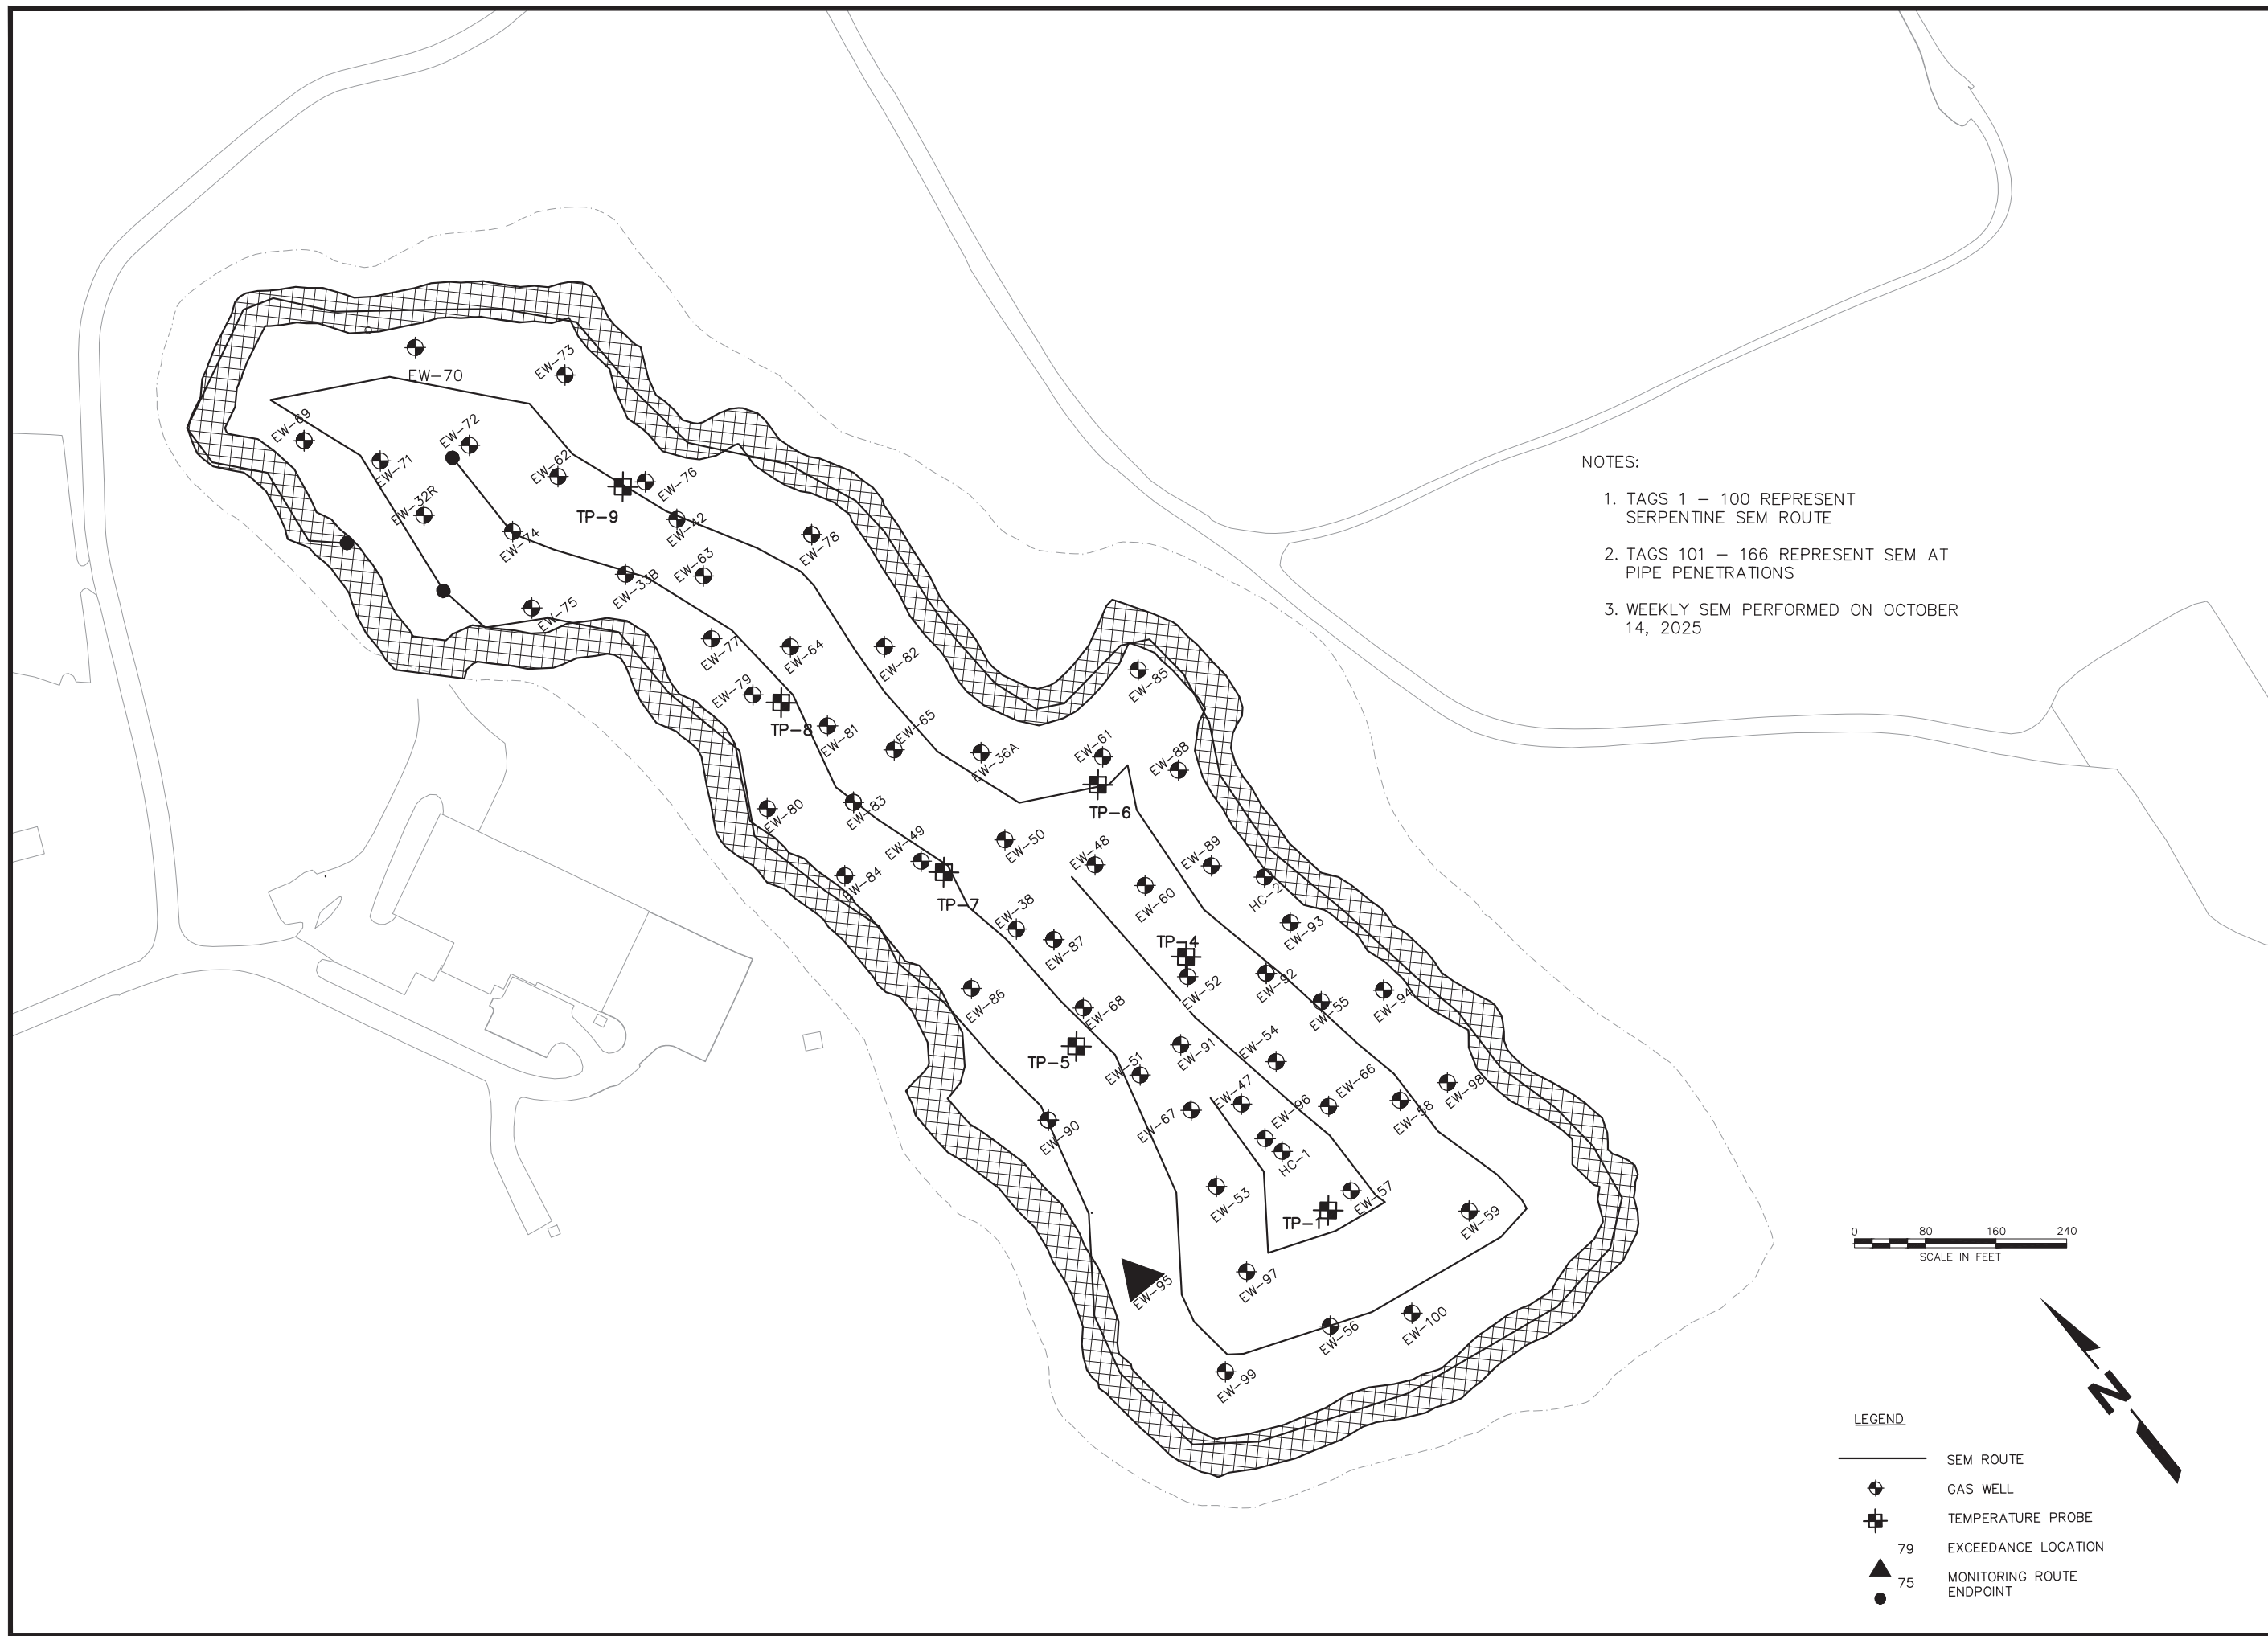 EW-70
EW-73
EW-69
EW-72
EW-71
EW-62
EW-76
EW-32R
TP-9
EW-42
EW-74
EW-78
EW-63
EW-33B
EW-75
EW-77
EW-64
EW-82
EW-85
EW-79
TP-8
EW-81
EW-65
EW-36A
EW-61
EW-88
EW-80
EW-83
TP-6
EW-49
EW-50
EW-48
EW-89
EW-84
TP-7
EW-60
HC-2
EW-38
EW-87
EW-93
TP-4
EW-86
EW-52
EW-92
EW-55
EW-94
EW-68
TP-5
EW-91
EW-54
EW-51
EW-47
EW-66
EW-98
EW-67
EW-96
EW-58
EW-90
HC-1
EW-53
EW-57
TP-1
EW-59
EW-95
EW-97
EW-56
EW-100
EW-99
NOTES:
1. TAGS 1 – 100 REPRESENT
SERPENTINE SEM ROUTE
2. TAGS 101 – 166 REPRESENT SEM AT
PIPE PENETRATIONS
3. WEEKLY SEM PERFORMED ON OCTOBER
14, 2025
0 80 160 240
SCALE IN FEET
N
LEGEND
SEM ROUTE
GAS WELL
TEMPERATURE PROBE
79 EXCEEDANCE LOCATION
75 MONITORING ROUTE
ENDPOINT